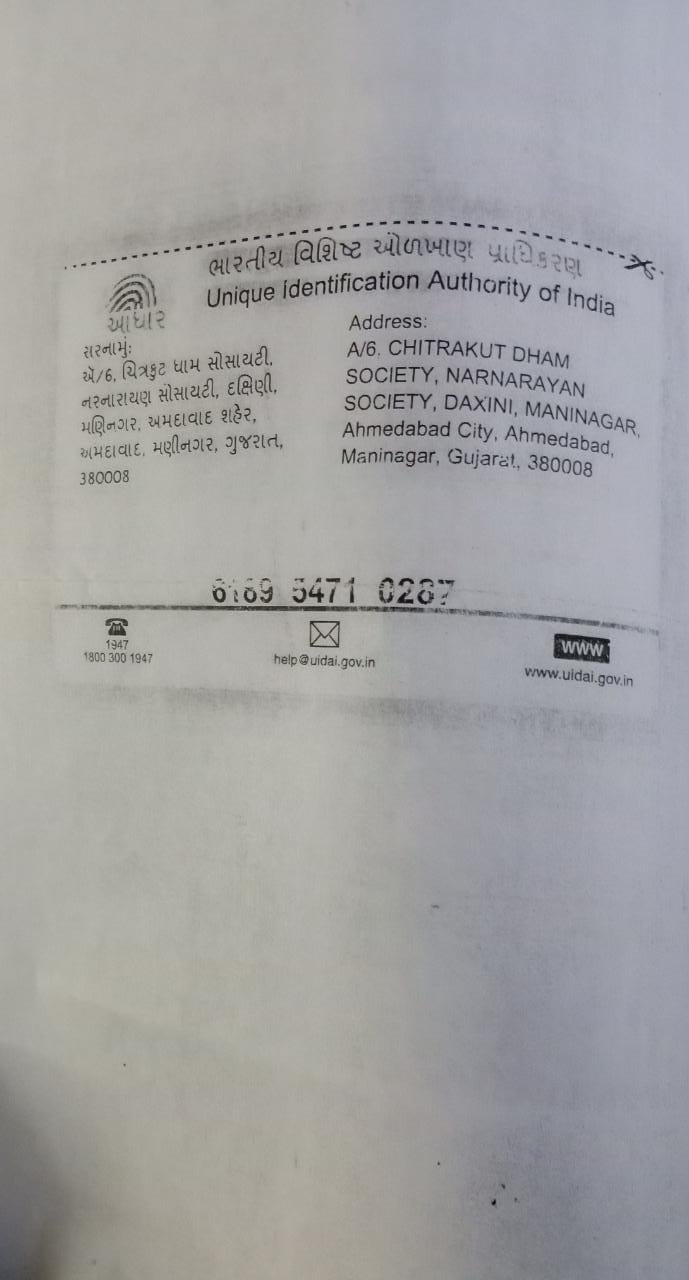 ભારતીય વિશિષ્ટ ઓળખાણ પ્રાધિકરણ
Unique Identification Authority of India
આધાર
સરનામું:
એ/6, ચિત્રકુટ ધામ સોસાયટી,
નરનારાયણ સોસાયટી, દક્ષિણી,
મણિનગર, અમદાવાદ શહેર,
અમદાવાદ, મણીનગર, ગુજરાત,
380008
Address:
A/6, CHITRAKUT DHAM
SOCIETY, NARNARAYAN
SOCIETY, DAXINI, MANINAGAR,
Ahmedabad City, Ahmedabad,
Maninagar, Gujarat, 380008
5471 0287
1947
1800 300 1947
help@uidai.gov.in
WWW
www.uidai.gov.in